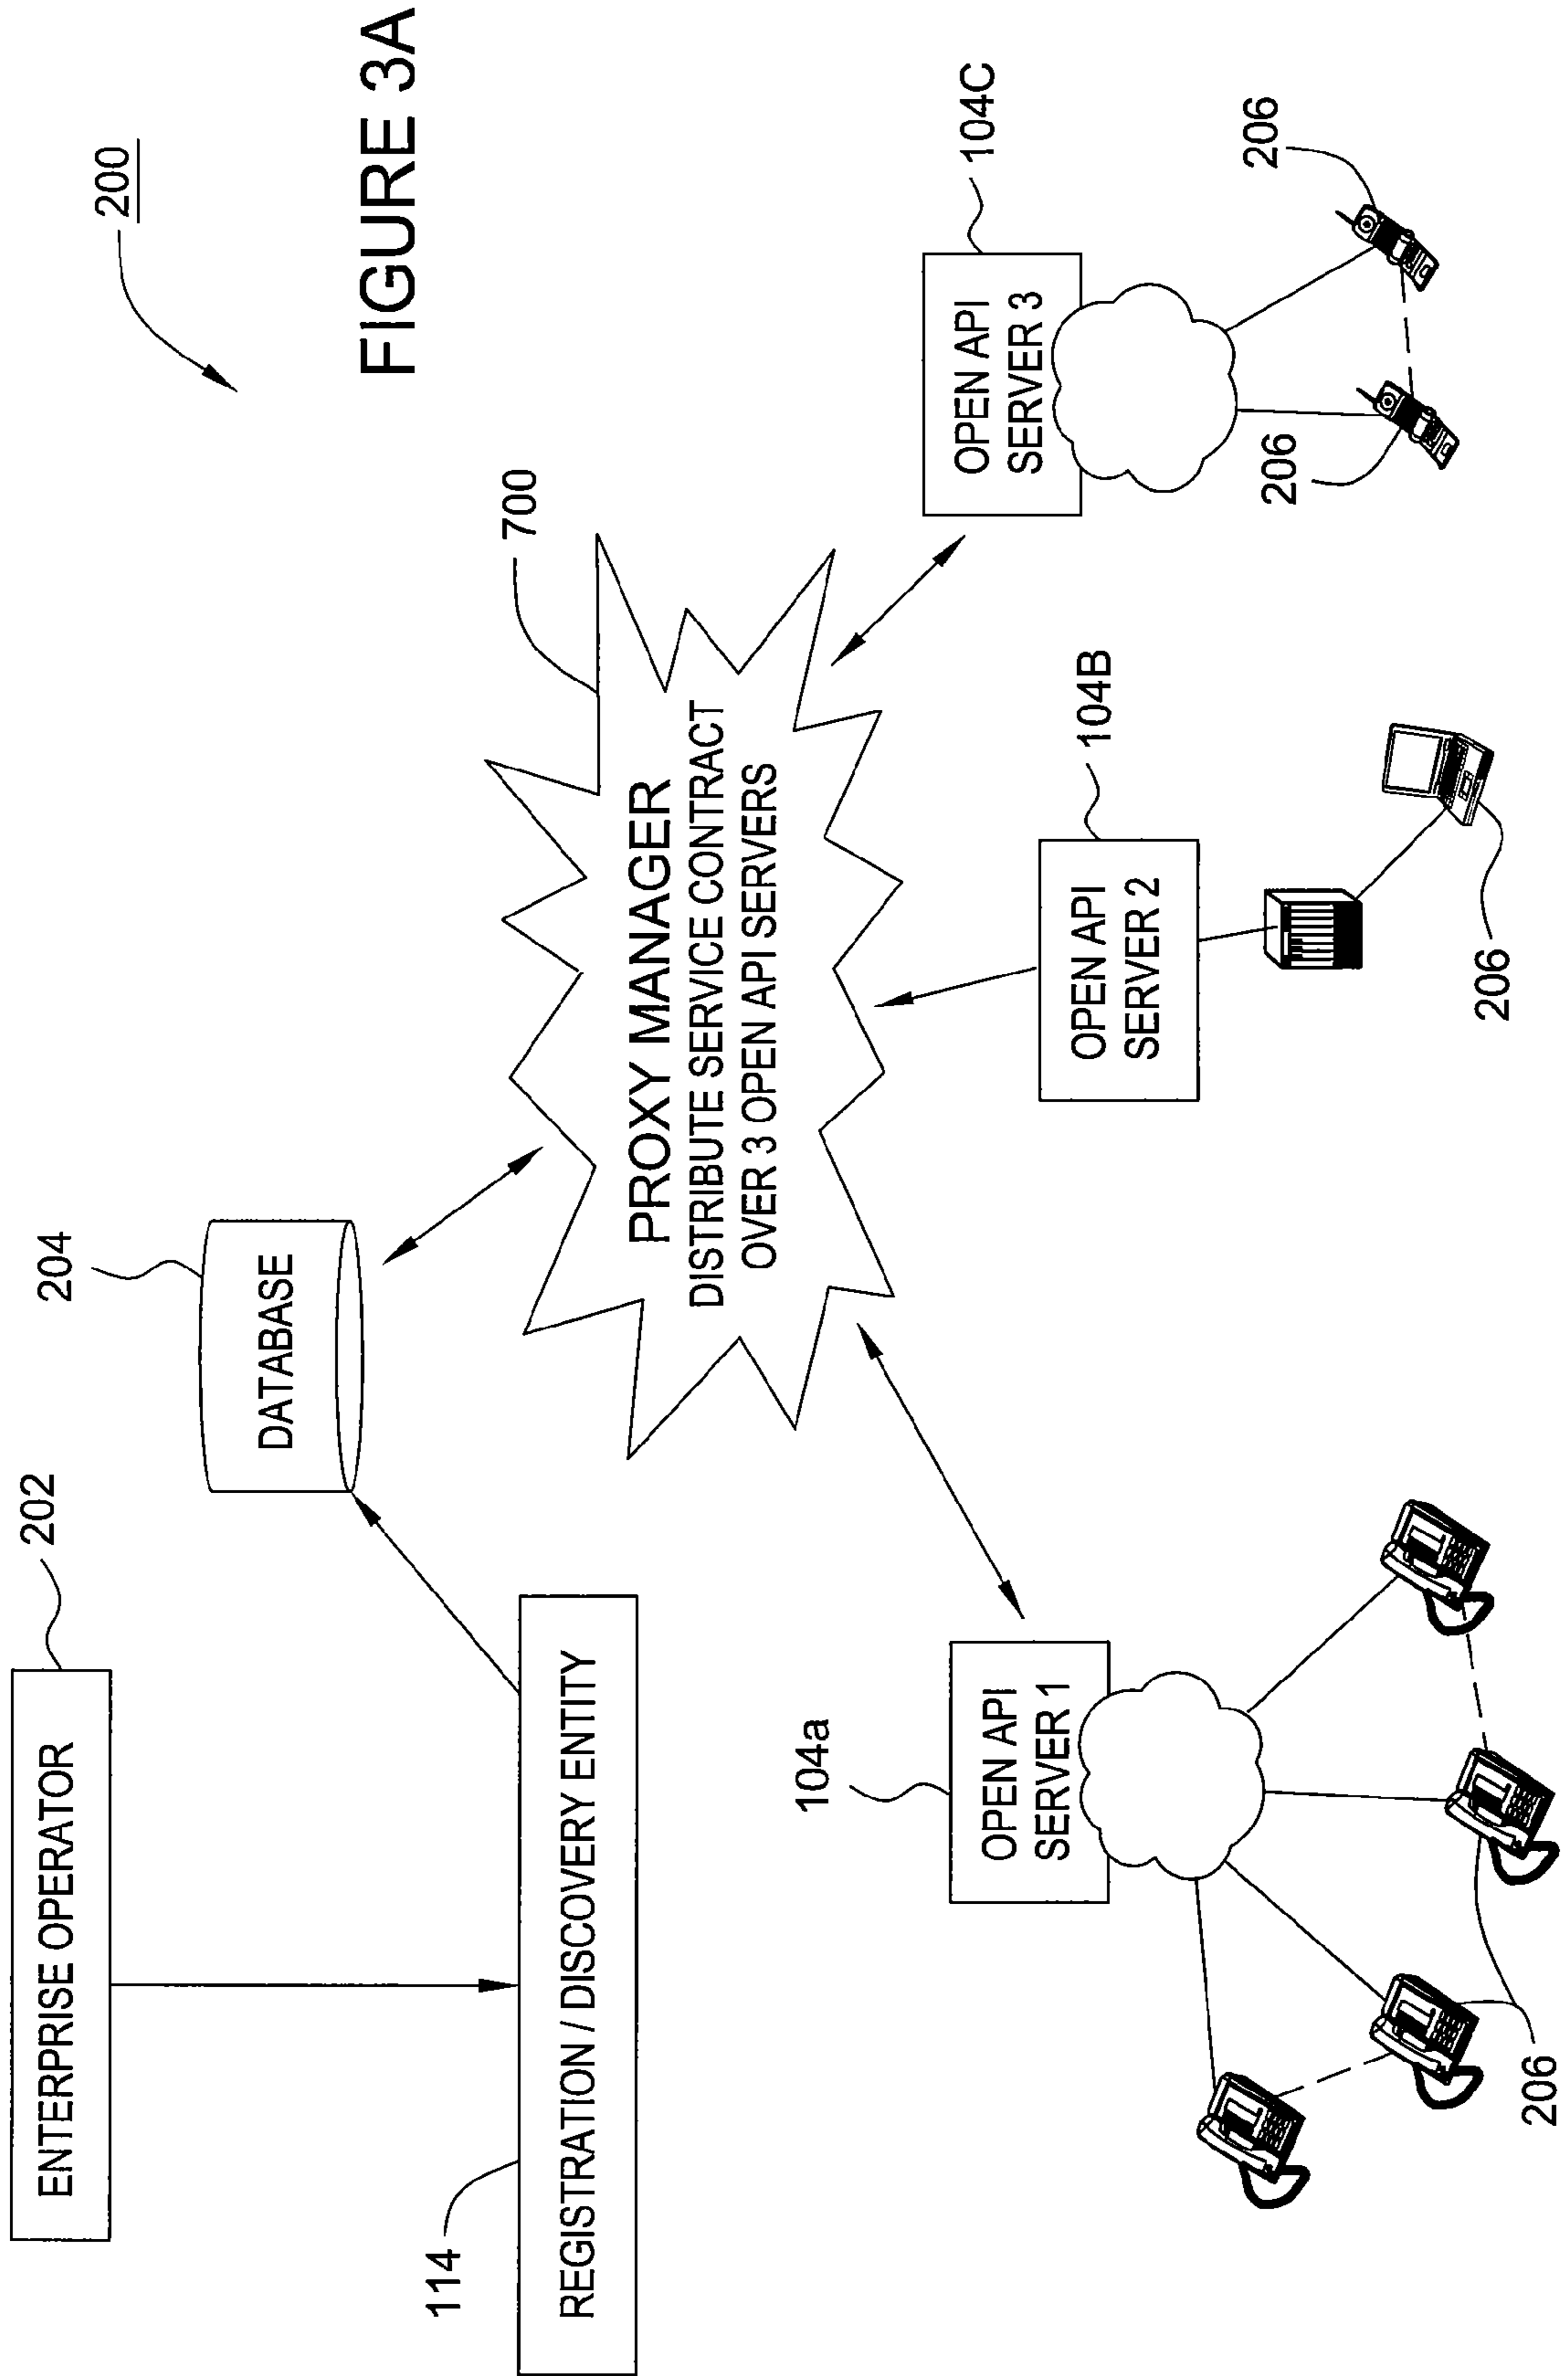 200
FIGURE 3A
202
ENTERPRISE OPERATOR
204
DATABASE
114
REGISTRATION / DISCOVERY ENTITY
700
PROXY MANAGER
DISTRIBUTE SERVICE CONTRACT
OVER 3 OPEN API SERVERS
104a
OPEN API
SERVER 1
206
104B
OPEN API
SERVER 2
206
104C
OPEN API
SERVER 3
206
206